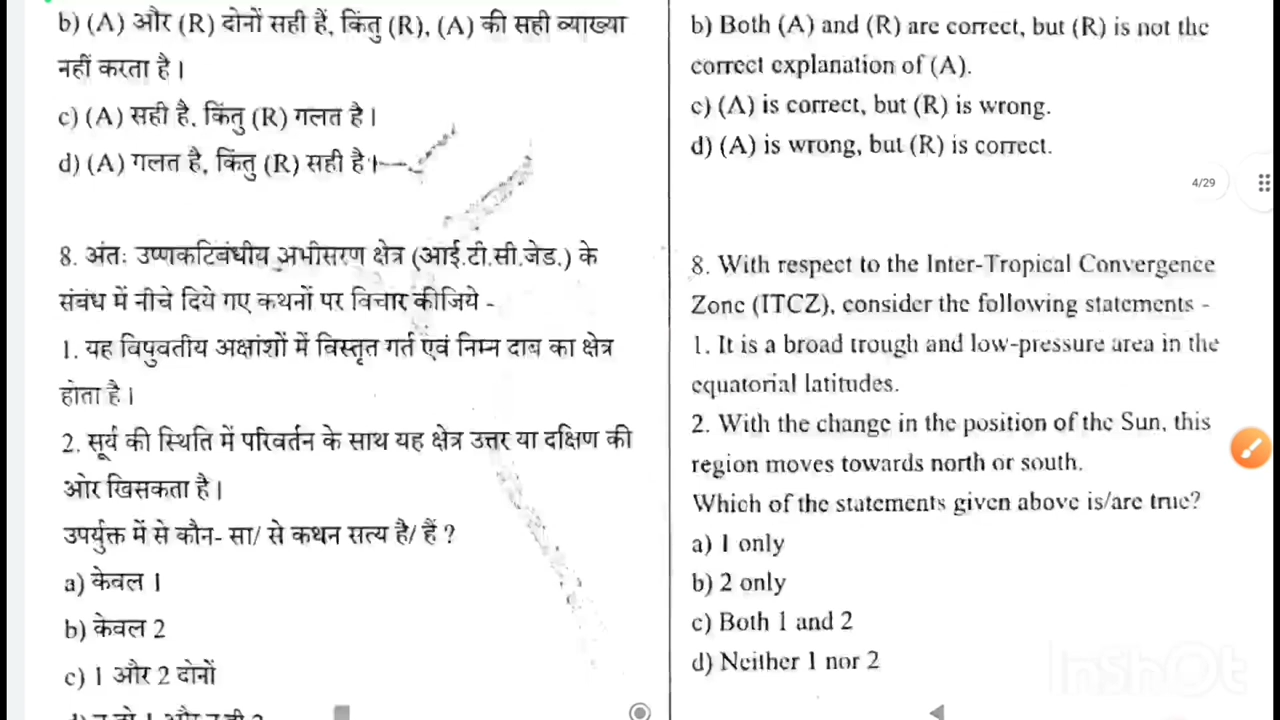 b) (A) और (R) दोनों सही हैं, किंतु (R), (A) की सही व्याख्या
नहीं करता है।
c) (A) सही है, किंतु (R) गलत है।
d) (A) गलत है, किंतु (R) सही है।
8. अंतः उष्णकटिबंधीय अभीसरण क्षेत्र (आई.टी.सी.जेड.) के
संबंध में नीचे दिये गए कथनों पर विचार कीजिये -
1. यह विषुवतीय अक्षांशों में विस्तृत गर्त एवं निम्न दाब का क्षेत्र
होता है।
2. सूर्य की स्थिति में परिवर्तन के साथ यह क्षेत्र उत्तर या दक्षिण की
ओर खिसकता है।
उपर्युक्त में से कौन- सा/ से कथन सत्य है/ हैं ?
a) केवल 1
b) केवल 2
c) 1 और 2 दोनों
b) Both (A) and (R) are correct, but (R) is not the
correct explanation of (A).
c) (A) is correct, but (R) is wrong.
d) (A) is wrong, but (R) is correct.
4/29
8. With respect to the Inter-Tropical Convergence
Zone (ITCZ), consider the following statements -
1. It is a broad trough and low-pressure area in the
equatorial latitudes.
2. With the change in the position of the Sun, this
region moves towards north or south.
Which of the statements given above is/are true?
a) 1 only
b) 2 only
c) Both 1 and 2
d) Neither 1 nor 2
InShOt